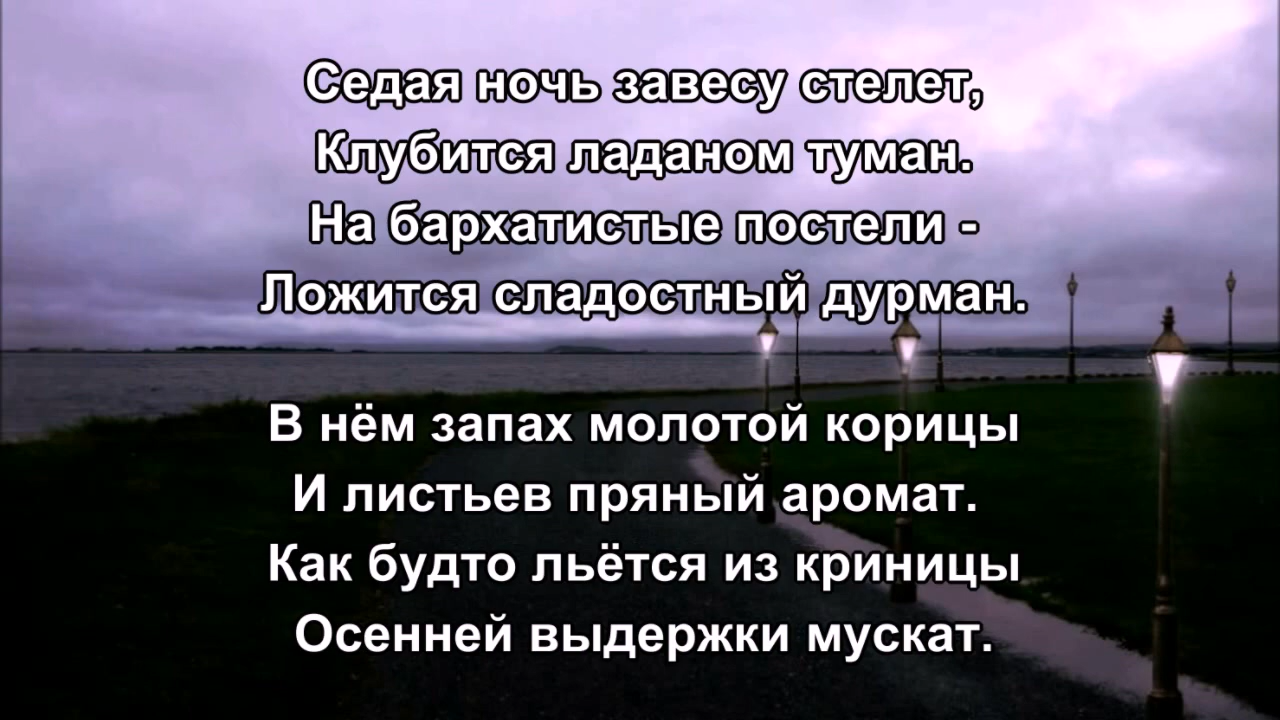 Седая ночь завесу стелет,
Клубится ладаном туман.
На бархатистые постели -
Ложится сладостный дурман.
В нём запах молотой корицы
И листьев пряный аромат.
Как будто льётся из криницы
Осенней выдержки мускат.